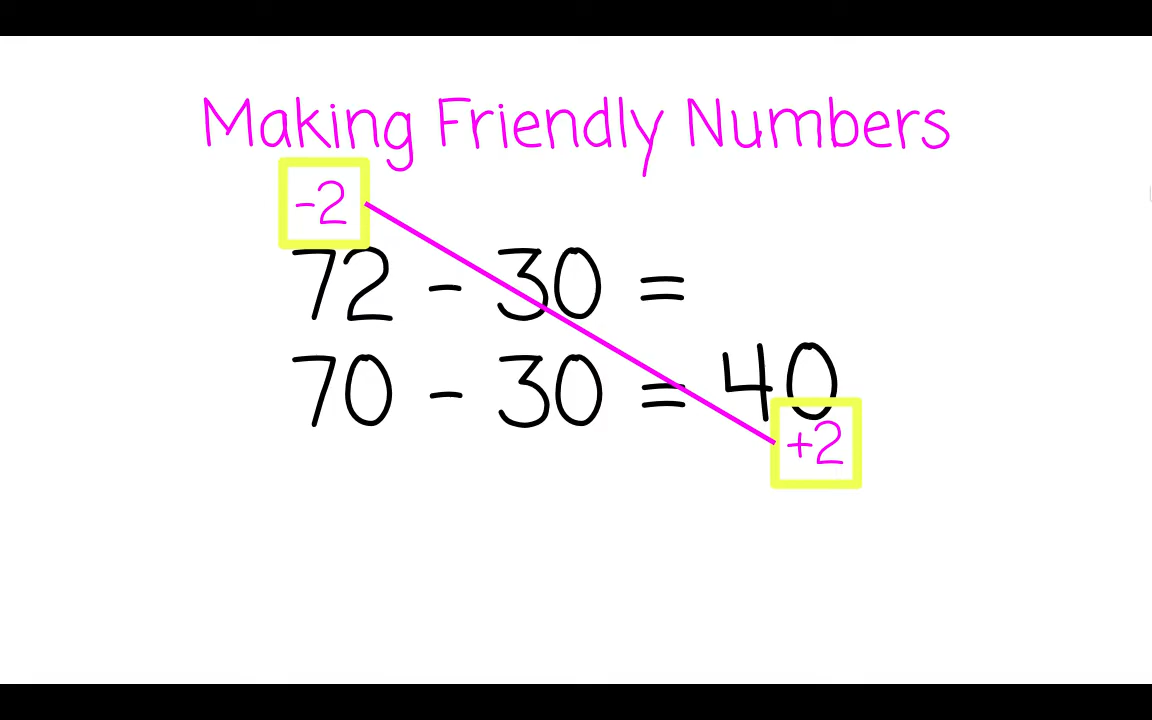 Making Friendly Numbers
-2
72 - 30 =
70 - 30 = 40
+2